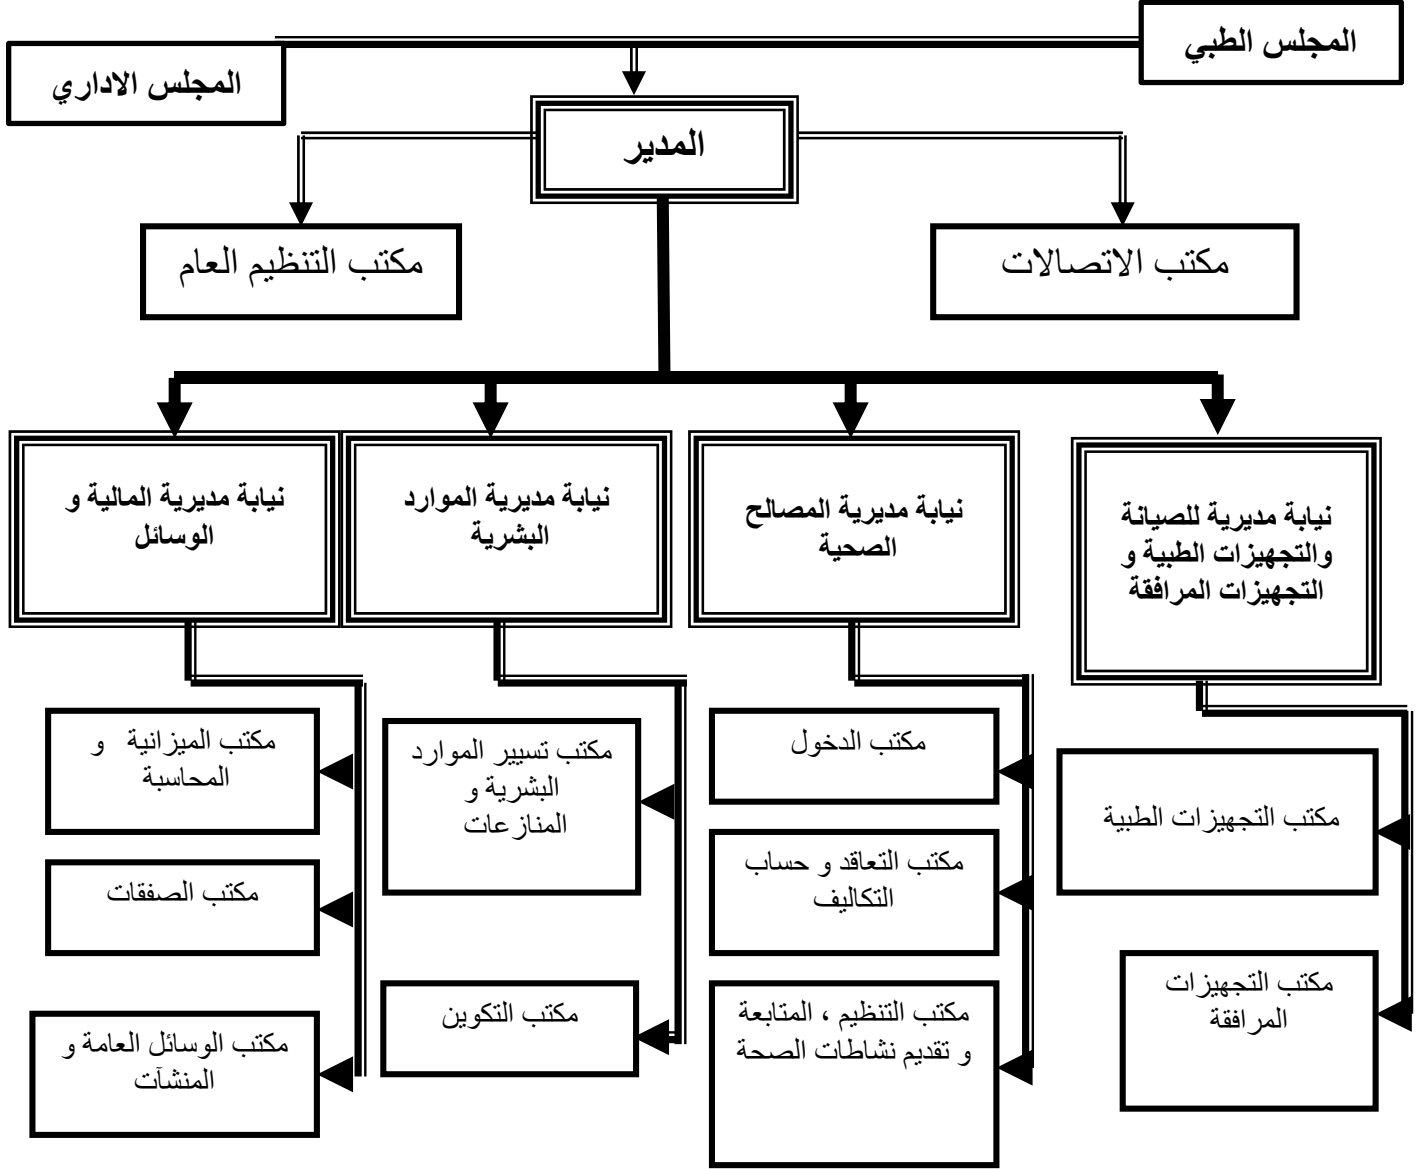 المجلس الطبي
المجلس الاداري
المدير
مكتب الاتصالات
مكتب التنظيم العام
نيابة مديرية للصيانة
والتجهيزات الطبية و
التجهيزات المرافقة
نيابة مديرية المصالح
الصحية
نيابة مديرية الموارد
البشرية
نيابة مديرية المالية و
الوسائل
مكتب التجهيزات الطبية
مكتب التجهيزات
المرافقة
مكتب الدخول
مكتب التعاقد و حساب
التكاليف
مكتب التنظيم ، المتابعة
و تقديم نشاطات الصحة
مكتب تسيير الموارد
البشرية و
المنازعات
مكتب التكوين
مكتب الميزانية و
المحاسبة
مكتب الصفقات
مكتب الوسائل العامة و
المنشآت